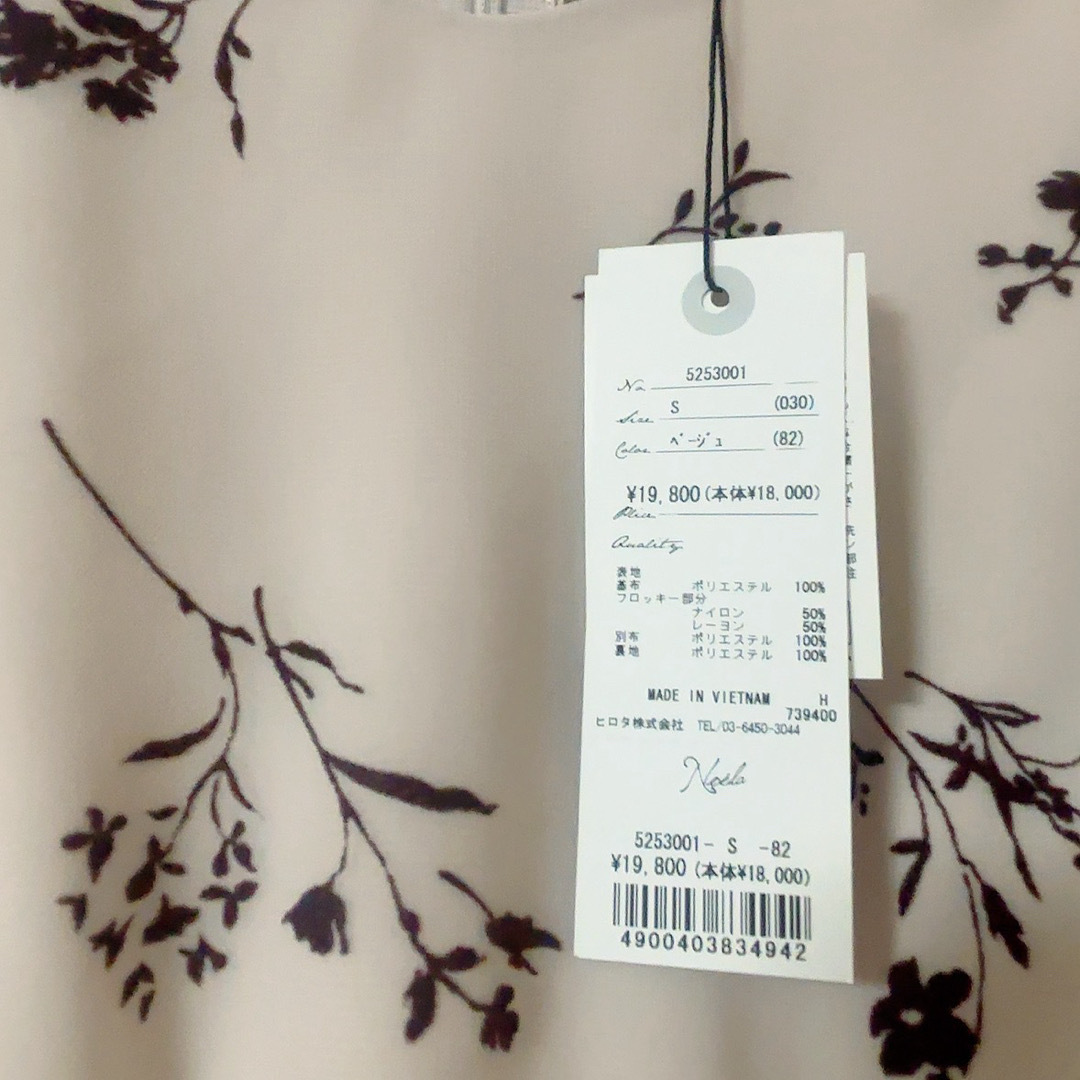 No 5253001
Size S (030)
Color ベージュ (82)
¥19,800(本体¥18,000)
Plice
Quality
表地
基布 ポリエステル 100%
フロッキー部分
ナイロン 50%
レーヨン 50%
別布 ポリエステル 100%
裏地 ポリエステル 100%
MADE IN VIETNAM H
739400
ヒロタ株式会社 TEL/03-6450-3044
Noela
5253001- S -82
¥19,800(本体¥18,000)
4900403834942